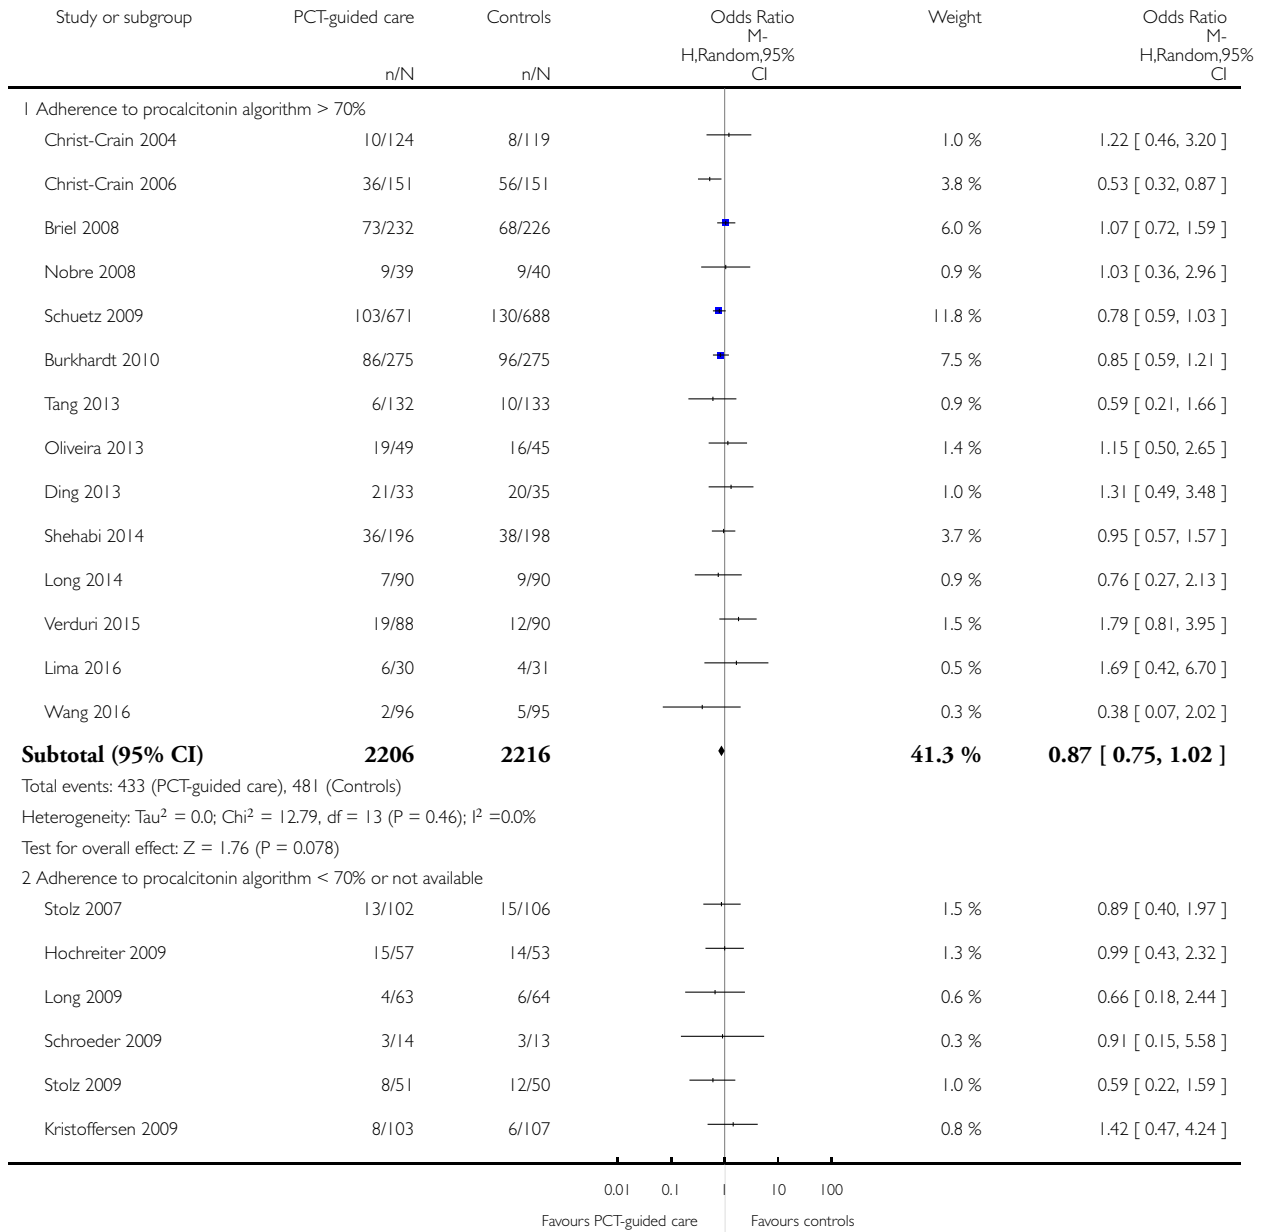 Study or subgroup PCT-guided care Controls Odds Ratio Weight Odds Ratio
M- M-
H,Random,95% H,Random,95%
n/N n/N CI CI
1 Adherence to procalcitonin algorithm > 70%
Christ-Crain 2004 10/124 8/119 1.0 % 1.22 [ 0.46, 3.20 ]
Christ-Crain 2006 36/151 56/151 3.8 % 0.53 [ 0.32, 0.87 ]
Briel 2008 73/232 68/226 6.0 % 1.07 [ 0.72, 1.59 ]
Nobre 2008 9/39 9/40 0.9 % 1.03 [ 0.36, 2.96 ]
Schuetz 2009 103/671 130/688 11.8 % 0.78 [ 0.59, 1.03 ]
Burkhardt 2010 86/275 96/275 7.5 % 0.85 [ 0.59, 1.21 ]
Tang 2013 6/132 10/133 0.9 % 0.59 [ 0.21, 1.66 ]
Oliveira 2013 19/49 16/45 1.4 % 1.15 [ 0.50, 2.65 ]
Ding 2013 21/33 20/35 1.0 % 1.31 [ 0.49, 3.48 ]
Shehabi 2014 36/196 38/198 3.7 % 0.95 [ 0.57, 1.57 ]
Long 2014 7/90 9/90 0.9 % 0.76 [ 0.27, 2.13 ]
Verduri 2015 19/88 12/90 1.5 % 1.79 [ 0.81, 3.95 ]
Lima 2016 6/30 4/31 0.5 % 1.69 [ 0.42, 6.70 ]
Wang 2016 2/96 5/95 0.3 % 0.38 [ 0.07, 2.02 ]
Subtotal (95% CI) 2206 2216 41.3 % 0.87 [ 0.75, 1.02 ]
Total events: 433 (PCT-guided care), 481 (Controls)
Heterogeneity: Tau² = 0.0; Chi² = 12.79, df = 13 (P = 0.46); I² =0.0%
Test for overall effect: Z = 1.76 (P = 0.078)
2 Adherence to procalcitonin algorithm < 70% or not available
Stolz 2007 13/102 15/106 1.5 % 0.89 [ 0.40, 1.97 ]
Hochreiter 2009 15/57 14/53 1.3 % 0.99 [ 0.43, 2.32 ]
Long 2009 4/63 6/64 0.6 % 0.66 [ 0.18, 2.44 ]
Schroeder 2009 3/14 3/13 0.3 % 0.91 [ 0.15, 5.58 ]
Stolz 2009 8/51 12/50 1.0 % 0.59 [ 0.22, 1.59 ]
Kristoffersen 2009 8/103 6/107 0.8 % 1.42 [ 0.47, 4.24 ]
0.01 0.1 1 10 100
Favours PCT-guided care Favours controls